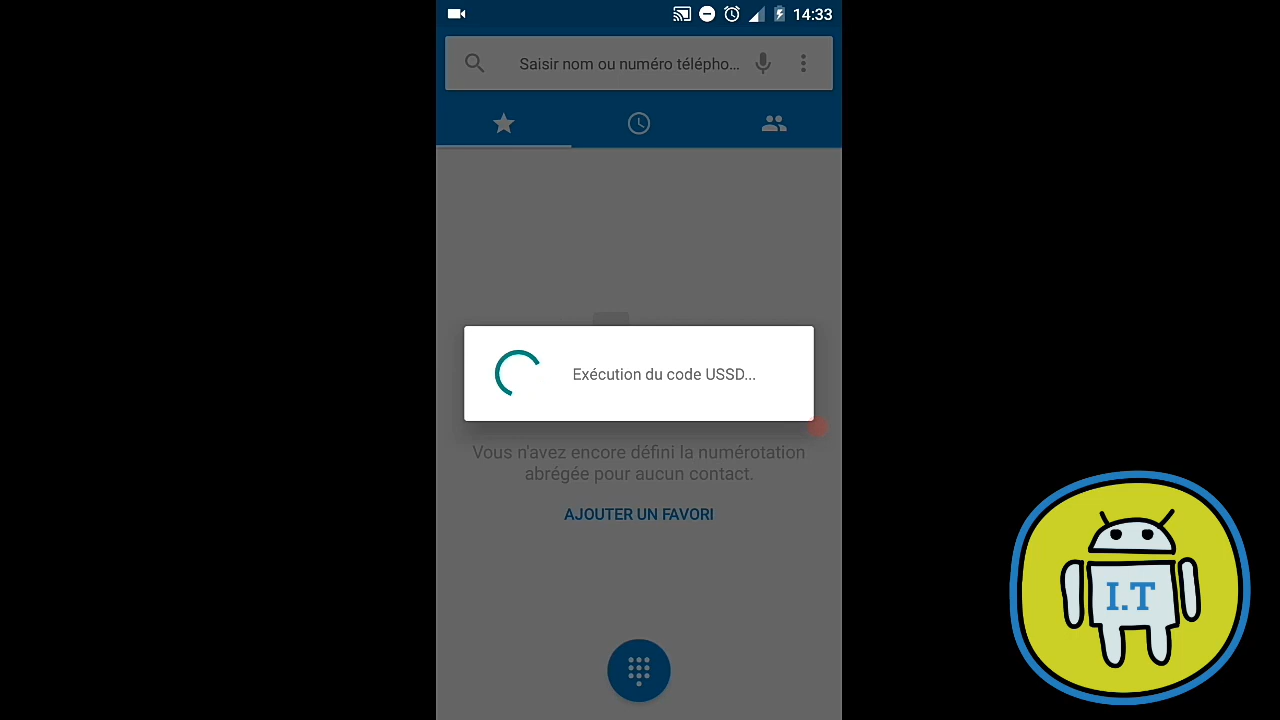 14:33
Saisir nom ou numéro télépho...
Exécution du code USSD...
Vous n'avez encore défini la numérotation
abrégée pour aucun contact.
AJOUTER UN FAVORI
I.T